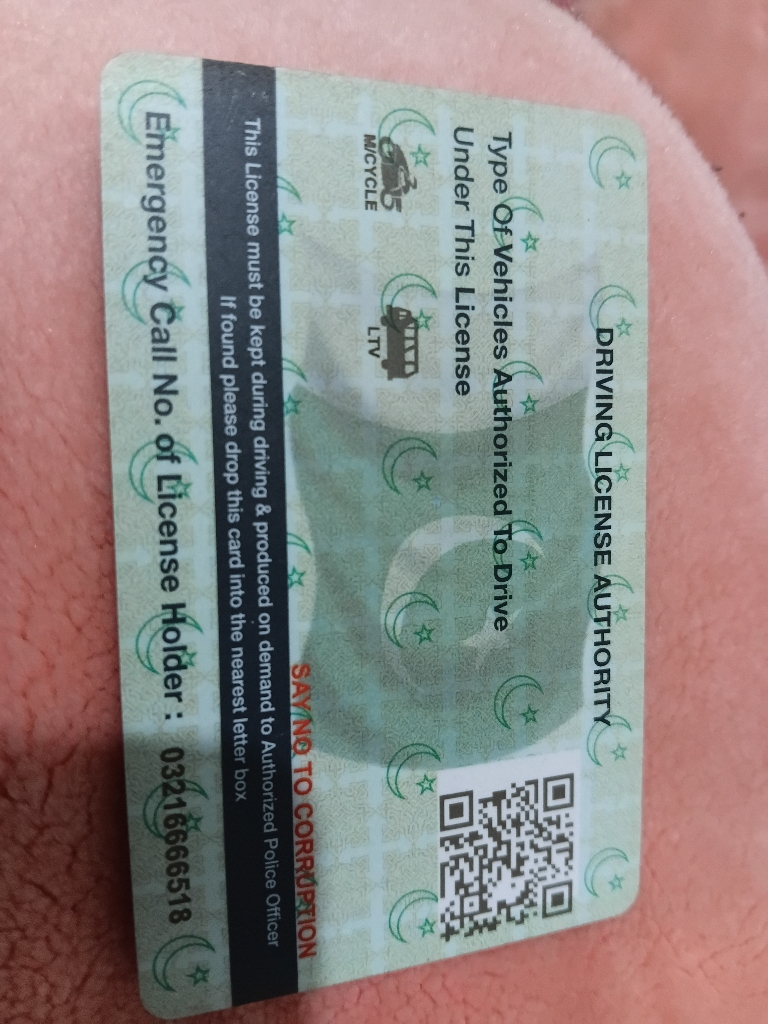 DRIVING LICENSE AUTHORITY
Type Of Vehicles Authorized To Drive
Under This License
M/CYCLE
LTV
SAY NO TO CORRUPTION
This License must be kept during driving & produced on demand to Authorized Police Officer
If found please drop this card into the nearest letter box
Emergency Call No. of License Holder : 03216666518